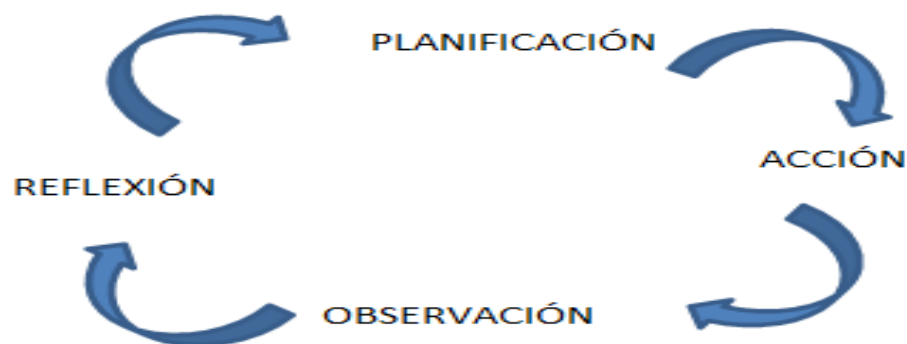 PLANIFICACIÓN
ACCIÓN
REFLEXIÓN
OBSERVACIÓN